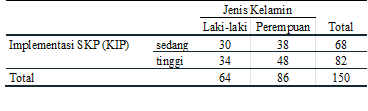 Jenis Kelamin
Laki-laki Perempuan Total
Implementasi SKP (KIP) sedang 30 38 68
tinggi 34 48 82
Total 64 86 150